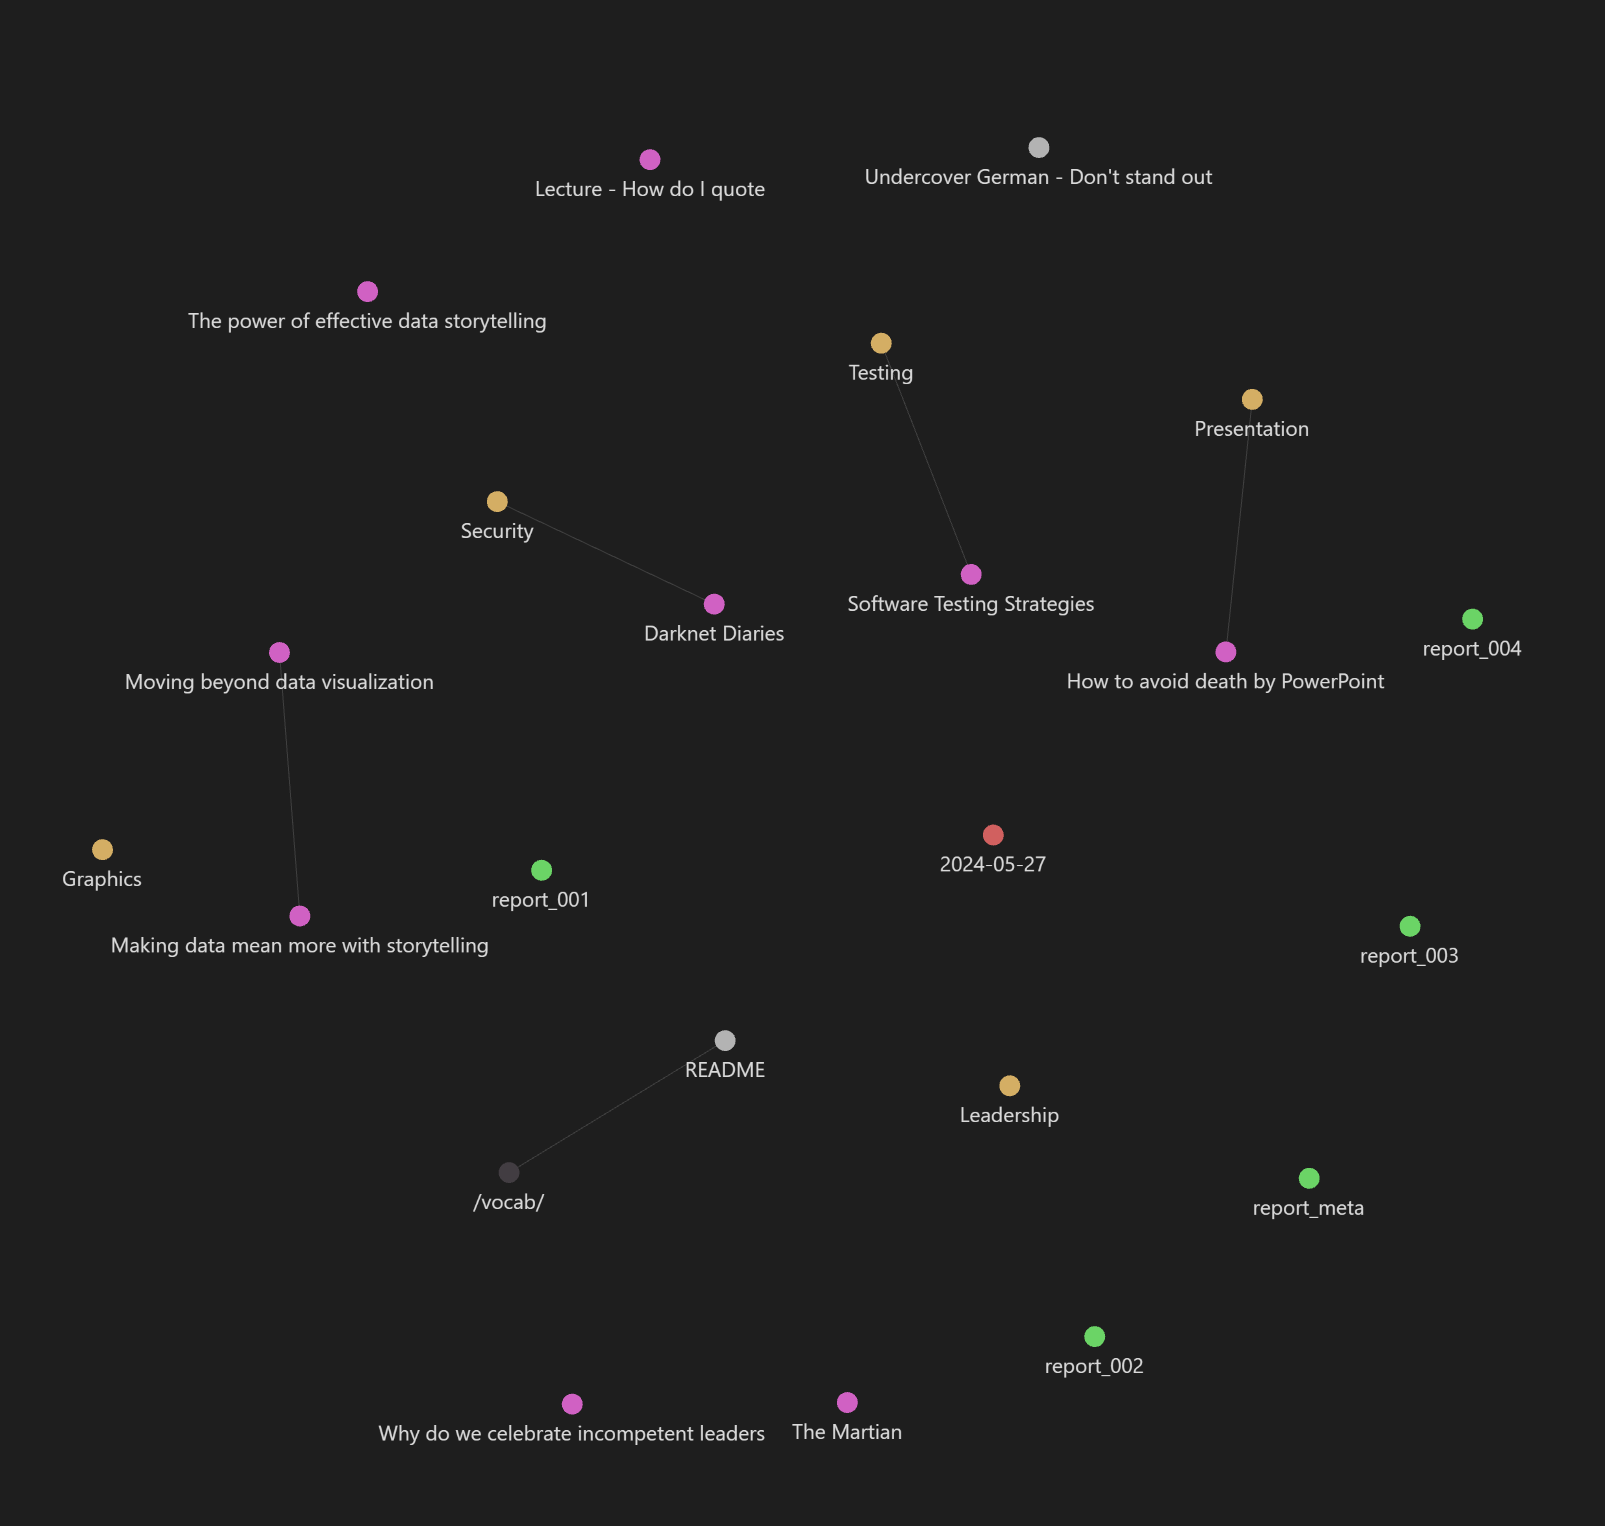 Undercover German - Don't stand out
Lecture - How do I quote
The power of effective data storytelling
Testing
Presentation
Security
Software Testing Strategies
Darknet Diaries
report_004
Moving beyond data visualization
How to avoid death by PowerPoint
2024-05-27
Graphics
report_001
Making data mean more with storytelling
report_003
README
Leadership
/vocab/
report_meta
report_002
Why do we celebrate incompetent leaders
The Martian